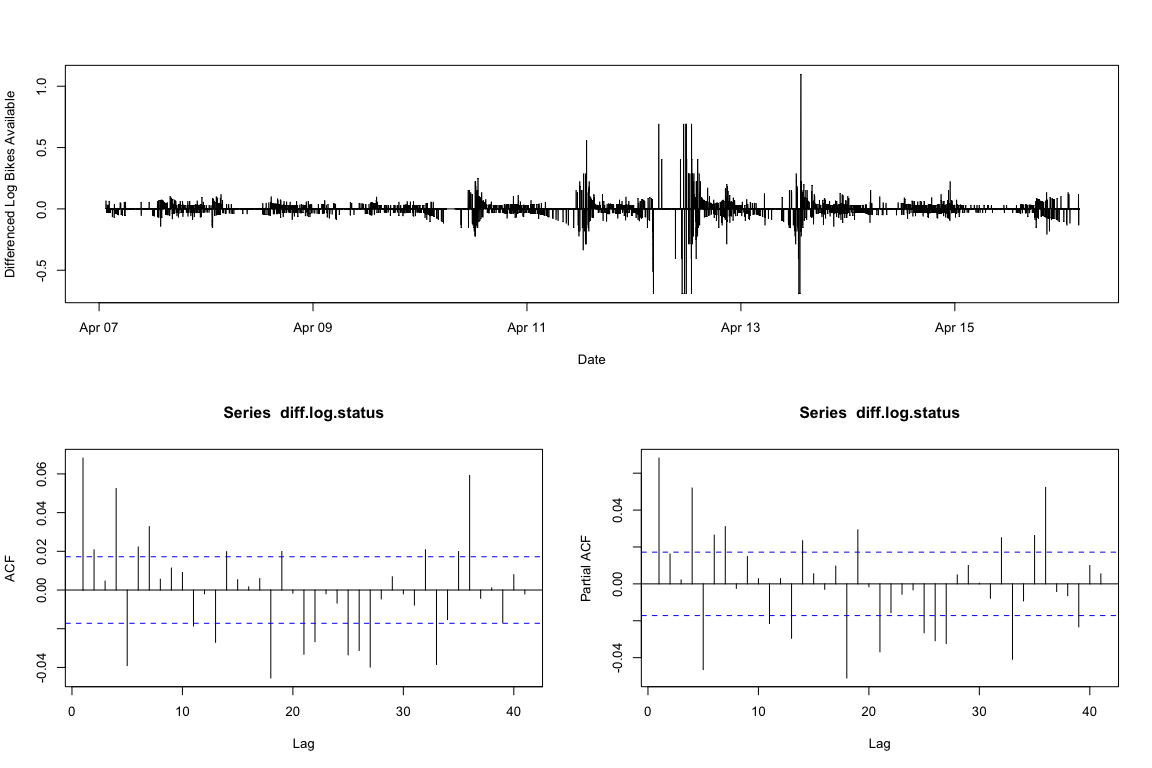 Differenced Log Bikes Available
1.0
0.5
0.0
-0.5
Apr 07 Apr 09 Apr 11 Apr 13 Apr 15
Date
Series diff.log.status
ACF
0.06
0.04
0.02
0.00
-0.04
0 10 20 30 40
Lag
Series diff.log.status
Partial ACF
0.04
0.00
-0.04
0 10 20 30 40
Lag